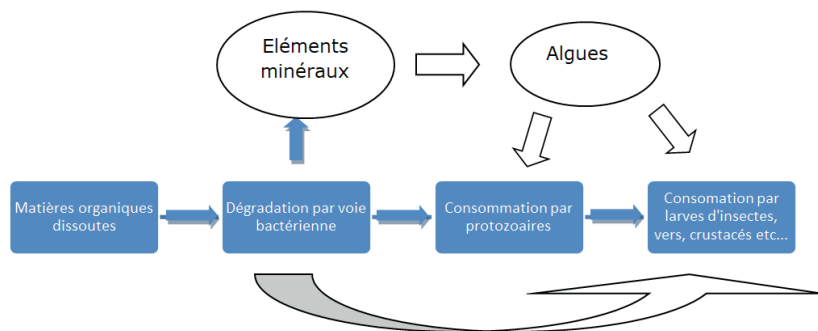 Eléments
minéraux
Algues
Matières organiques
dissoutes
Dégradation par voie
bactérienne
Consommation par
protozoaires
Consomation par
larves d'insectes,
vers, crustacés etc...